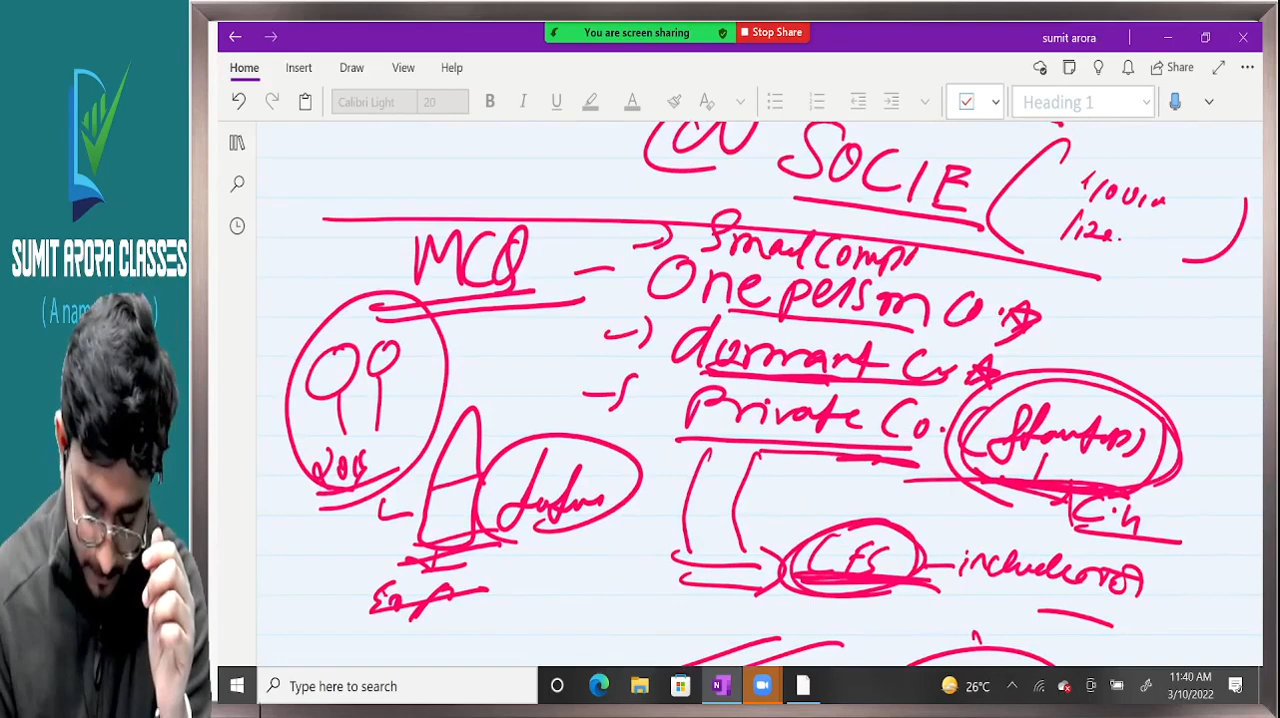 You are screen sharing
Stop Share
sumit arora
Home Insert Draw View Help
Share
Calibri Light 20 B I U A
Heading 1
SOCIE
MCQ
Small Comp
One person Co.
SUMIT ARORA CLASSES
( A nam )
dormant Co
Private Co. (Startups)
CFS
Type here to search
26°C
11:40 AM
3/10/2022